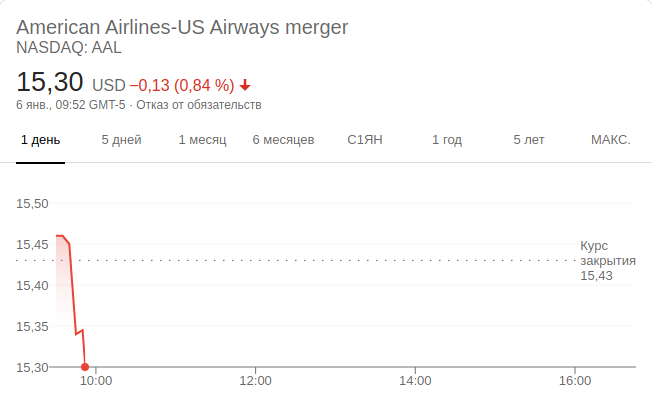 American Airlines-US Airways merger
NASDAQ: AAL
15,30 USD −0,13 (0,84 %)
6 янв., 09:52 GMT-5 · Отказ от обязательств
1 день 5 дней 1 месяц 6 месяцев С1ЯН 1 год 5 лет МАКС.
15,50
15,45
15,40
15,35
15,30
Курс
закрытия
15,43
10:00 12:00 14:00 16:00